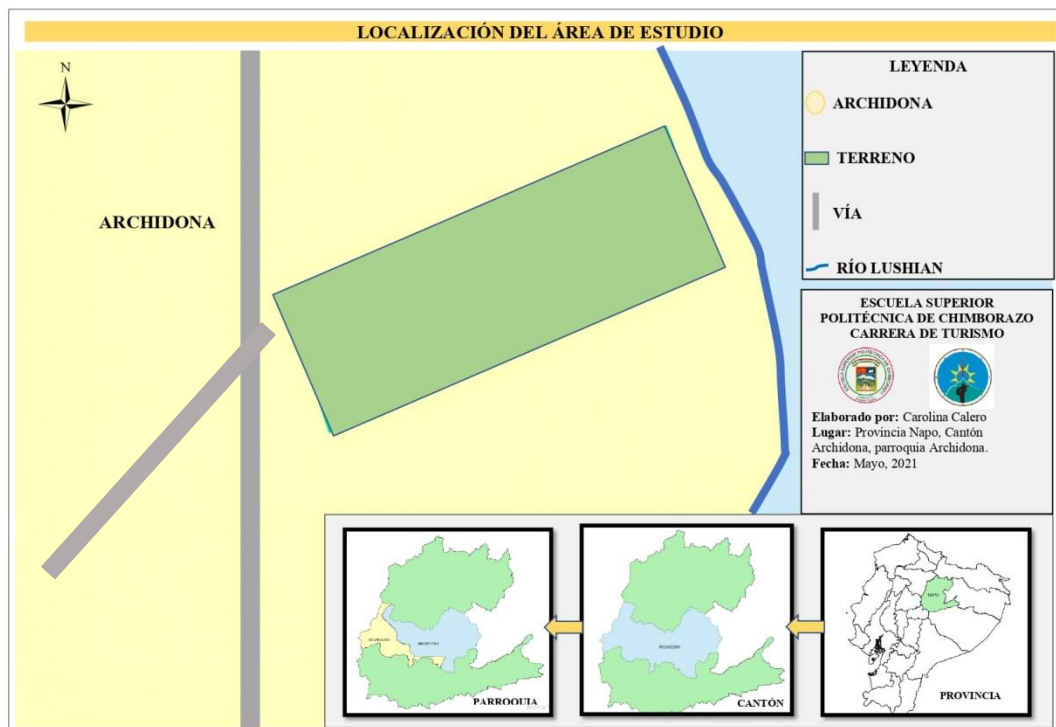 LOCALIZACIÓN DEL ÁREA DE ESTUDIO
N
ARCHIDONA
LEYENDA
ARCHIDONA
TERRENO
VÍA
RÍO LUSHIAN
ESCUELA SUPERIOR
POLITÉCNICA DE CHIMBORAZO
CARRERA DE TURISMO
Elaborado por: Carolina Calero
Lugar: Provincia Napo, Cantón
Archidona, parroquia Archidona.
Fecha: Mayo, 2021
PARROQUIA
CANTÓN
NAPO
PROVINCIA